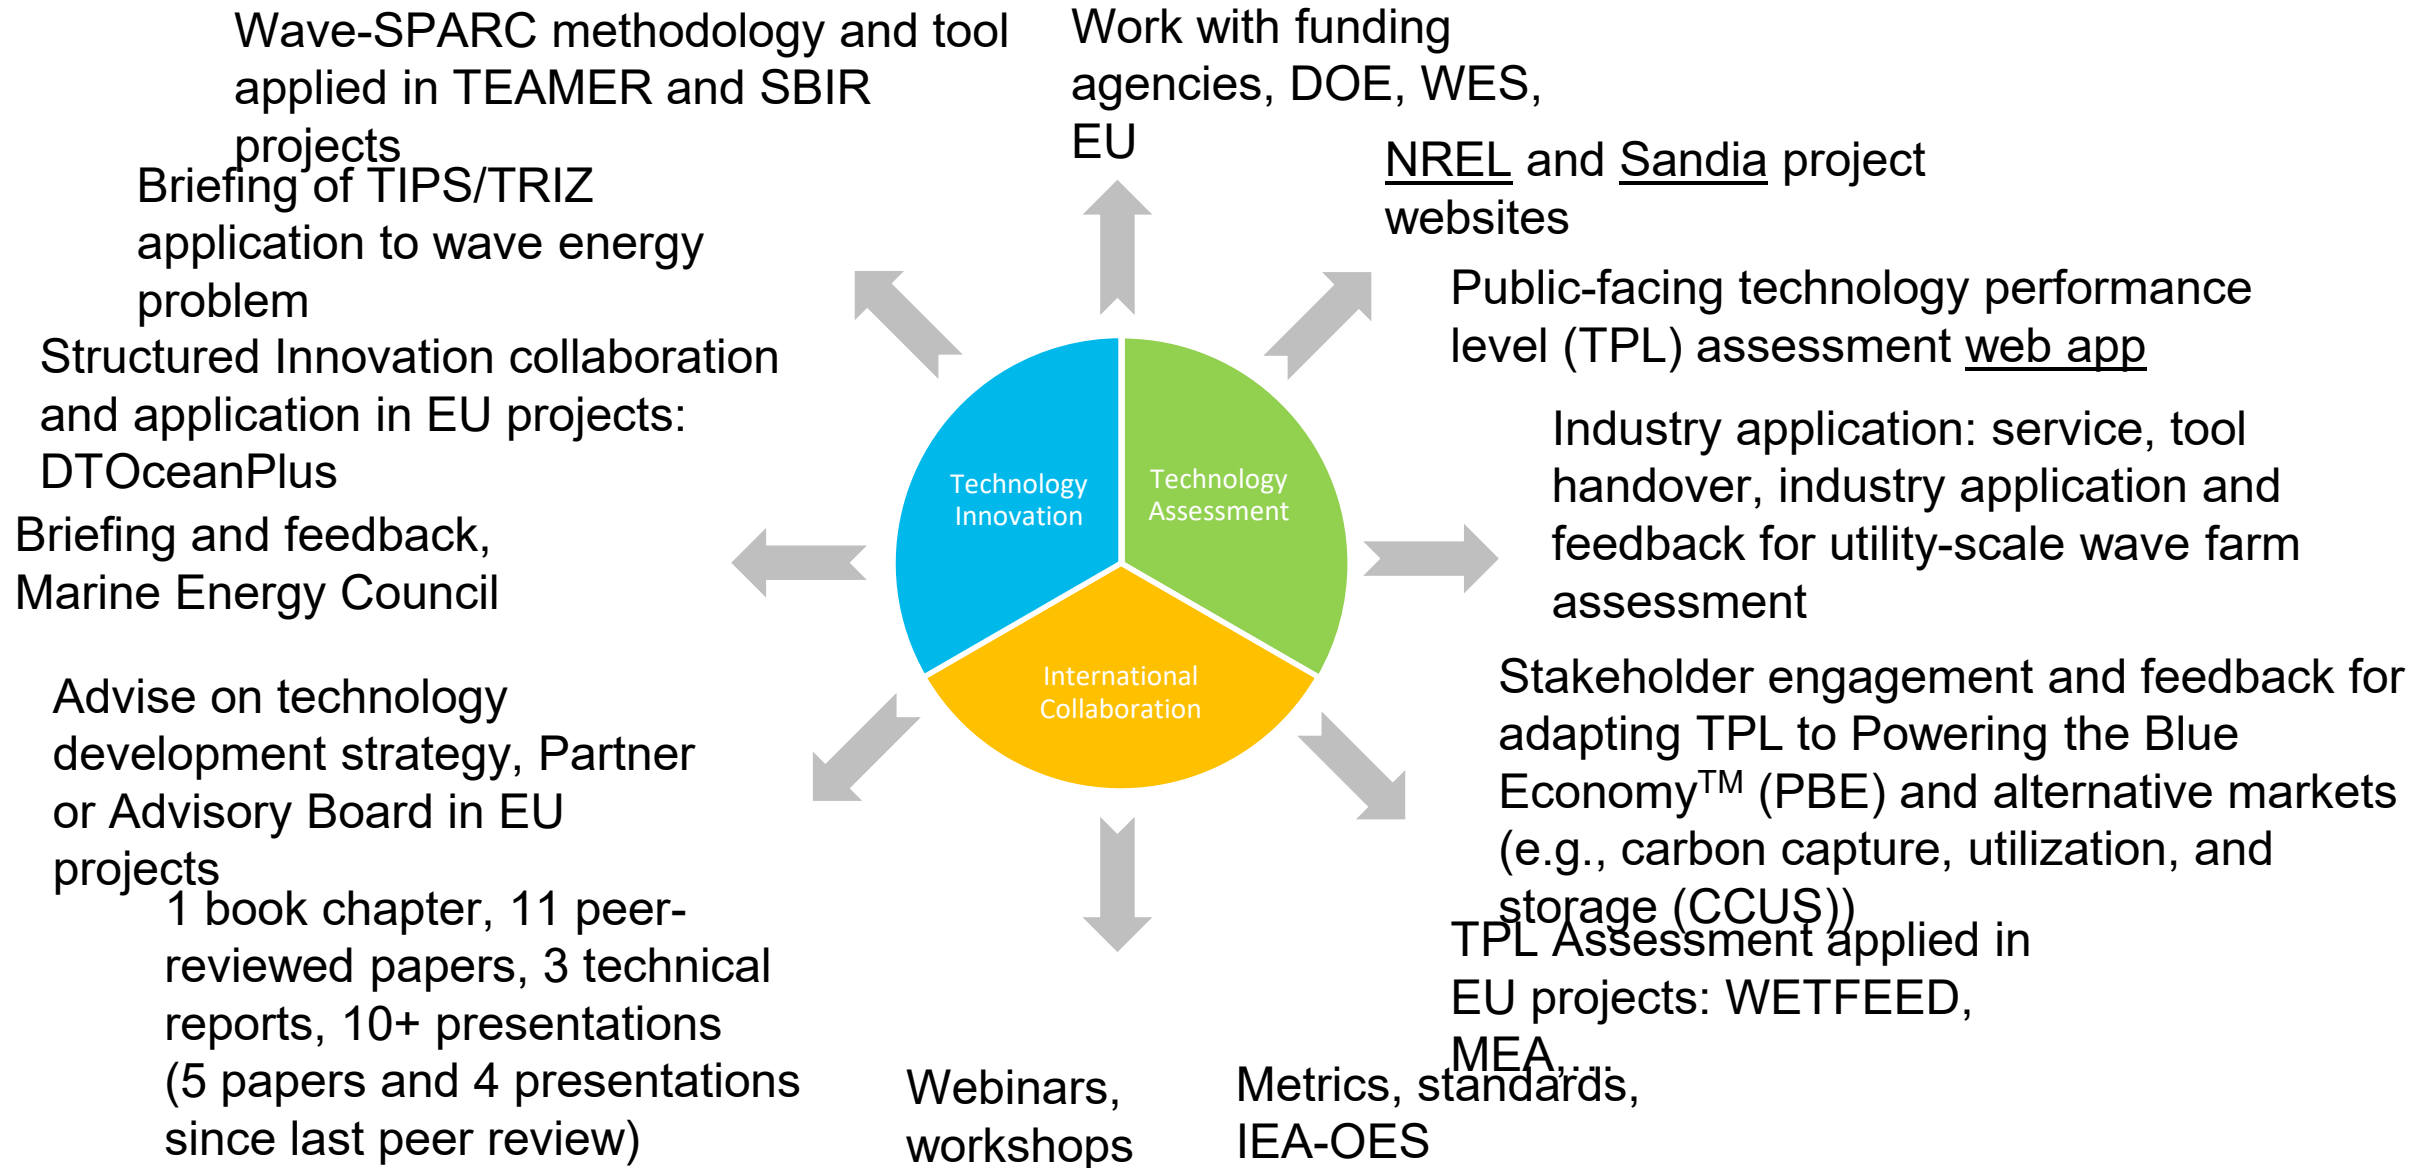 Wave-SPARC methodology and tool
applied in TEAMER and SBIR
projects
Work with funding
agencies, DOE, WES,
EU
Briefing of TIPS/TRIZ
application to wave energy
problem
NREL and Sandia project
websites
Structured Innovation collaboration
and application in EU projects:
DTOceanPlus
Public-facing technology performance
level (TPL) assessment web app
Briefing and feedback,
Marine Energy Council
Technology
Innovation
Technology
Assessment
International
Collaboration
Industry application: service, tool
handover, industry application and
feedback for utility-scale wave farm
assessment
Advise on technology
development strategy, Partner
or Advisory Board in EU
projects
Stakeholder engagement and feedback for
adapting TPL to Powering the Blue
Economy™ (PBE) and alternative markets
(e.g., carbon capture, utilization, and
storage (CCUS))
1 book chapter, 11 peer-
reviewed papers, 3 technical
reports, 10+ presentations
(5 papers and 4 presentations
since last peer review)
TPL Assessment applied in
EU projects: WETFEED,
MEA,...
Webinars,
workshops
Metrics, standards,
IEA-OES